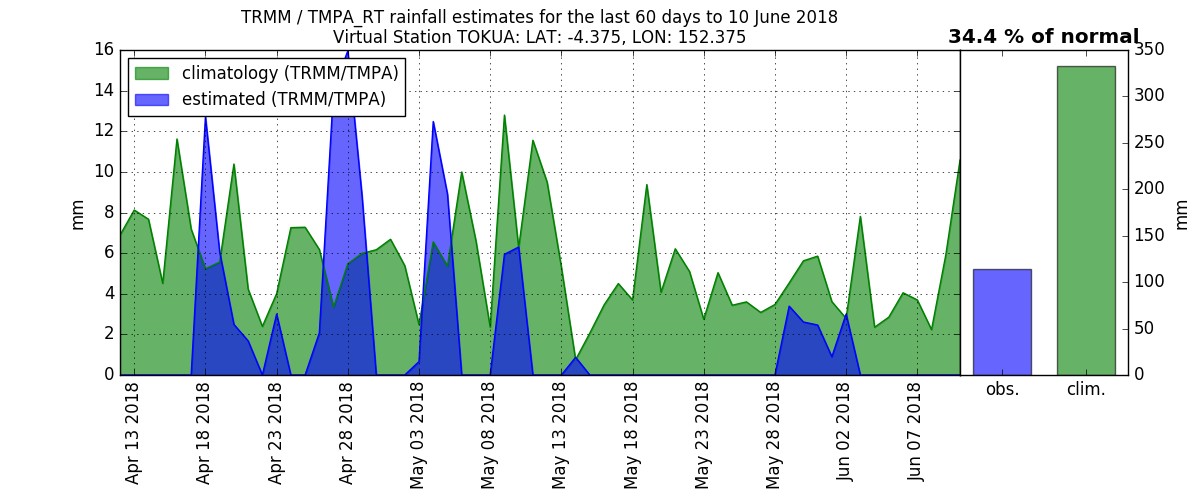 TRMM / TMPA_RT rainfall estimates for the last 60 days to 10 June 2018
Virtual Station TOKUA: LAT: -4.375, LON: 152.375
34.4 % of normal
climatology (TRMM/TMPA)
estimated (TRMM/TMPA)
mm
16
14
12
10
8
6
4
2
0
Apr 13 2018
Apr 18 2018
Apr 23 2018
Apr 28 2018
May 03 2018
May 08 2018
May 13 2018
May 18 2018
May 23 2018
May 28 2018
Jun 02 2018
Jun 07 2018
obs.
clim.
350
300
250
200
150
100
50
0
mm